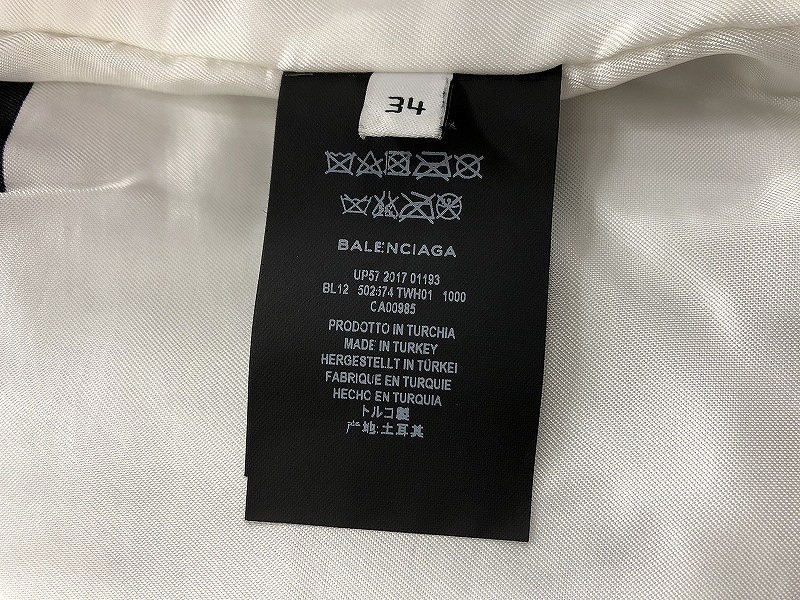 34
BALENCIAGA
UP57 2017 01193
BL12 502574 TWH01 1000
CA00985
PRODOTTO IN TURCHIA
MADE IN TURKEY
HERGESTELLT IN TÜRKEI
FABRIQUE EN TURQUIE
HECHO EN TURQUIA
トルコ製
产地:土耳其